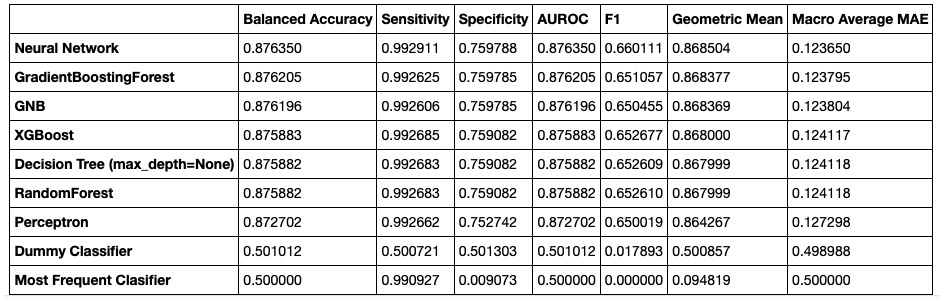 Balanced Accuracy Sensitivity Specificity AUROC F1 Geometric Mean Macro Average MAE
Neural Network 0.876350 0.992911 0.759788 0.876350 0.660111 0.868504 0.123650
GradientBoostingForest 0.876205 0.992625 0.759785 0.876205 0.651057 0.868377 0.123795
GNB 0.876196 0.992606 0.759785 0.876196 0.650455 0.868369 0.123804
XGBoost 0.875883 0.992685 0.759082 0.875883 0.652677 0.868000 0.124117
Decision Tree (max_depth=None) 0.875882 0.992683 0.759082 0.875882 0.652609 0.867999 0.124118
RandomForest 0.875882 0.992683 0.759082 0.875882 0.652610 0.867999 0.124118
Perceptron 0.872702 0.992662 0.752742 0.872702 0.650019 0.864267 0.127298
Dummy Classifier 0.501012 0.500721 0.501303 0.501012 0.017893 0.500857 0.498988
Most Frequent Clasifier 0.500000 0.990927 0.009073 0.500000 0.000000 0.094819 0.500000